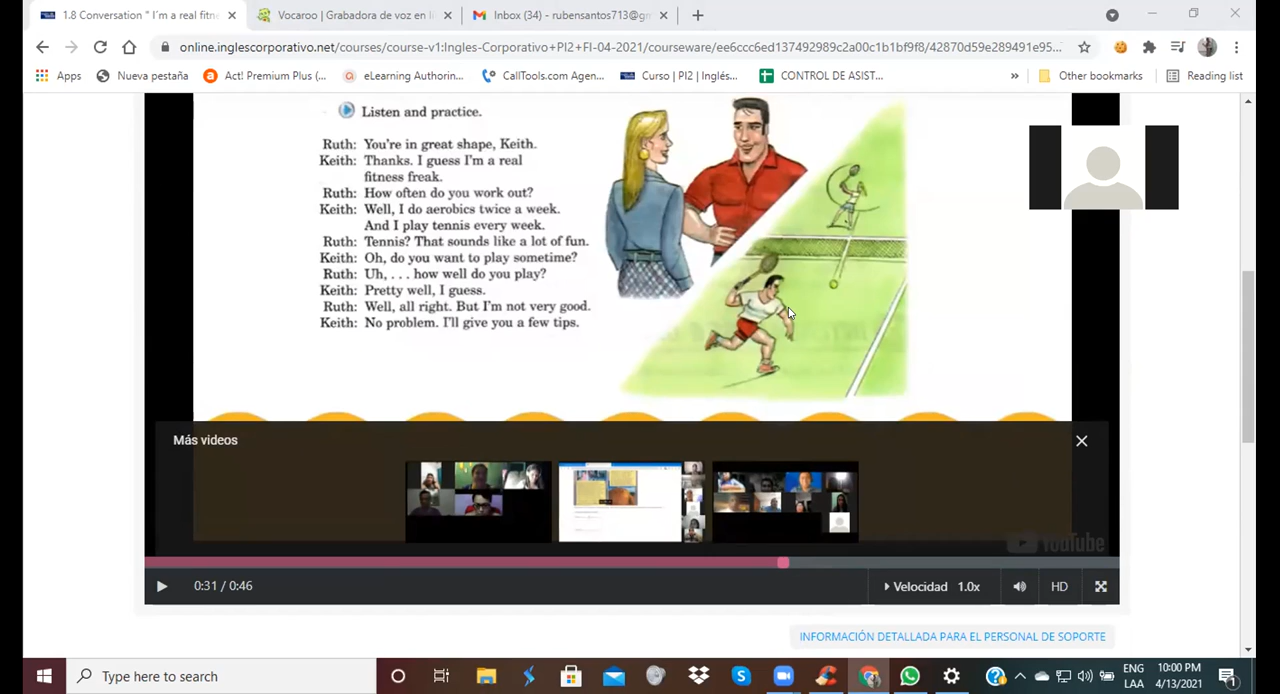 1.8 Conversation " I´m a real fitne
Vocaroo | Grabadora de voz en lí
Inbox (34) - rubensantos713@gm
online.inglescorporativo.net/courses/course-v1:Ingles-Corporativo+PI2+FI-04-2021/courseware/ee6ccc6ed137492989c2a00c1b1bf9f8/42870d59e289491e95...
Apps
Nueva pestaña
Act! Premium Plus (...
eLearning Authorin...
CallTools.com Agen...
Curso | PI2 | Inglés...
CONTROL DE ASIST...
»
Other bookmarks
Reading list
Listen and practice.
Ruth: You're in great shape, Keith.
Keith: Thanks. I guess I'm a real
fitness freak.
Ruth: How often do you work out?
Keith: Well, I do aerobics twice a week.
And I play tennis every week.
Ruth: Tennis? That sounds like a lot of fun.
Keith: Oh, do you want to play sometime?
Ruth: Uh, . . . how well do you play?
Keith: Pretty well, I guess.
Ruth: Well, all right. But I'm not very good.
Keith: No problem. I'll give you a few tips.
Más videos
YouTube
0:31 / 0:46
Velocidad 1.0x
HD
INFORMACIÓN DETALLADA PARA EL PERSONAL DE SOPORTE
Type here to search
ENG
LAA
10:00 PM
4/13/2021